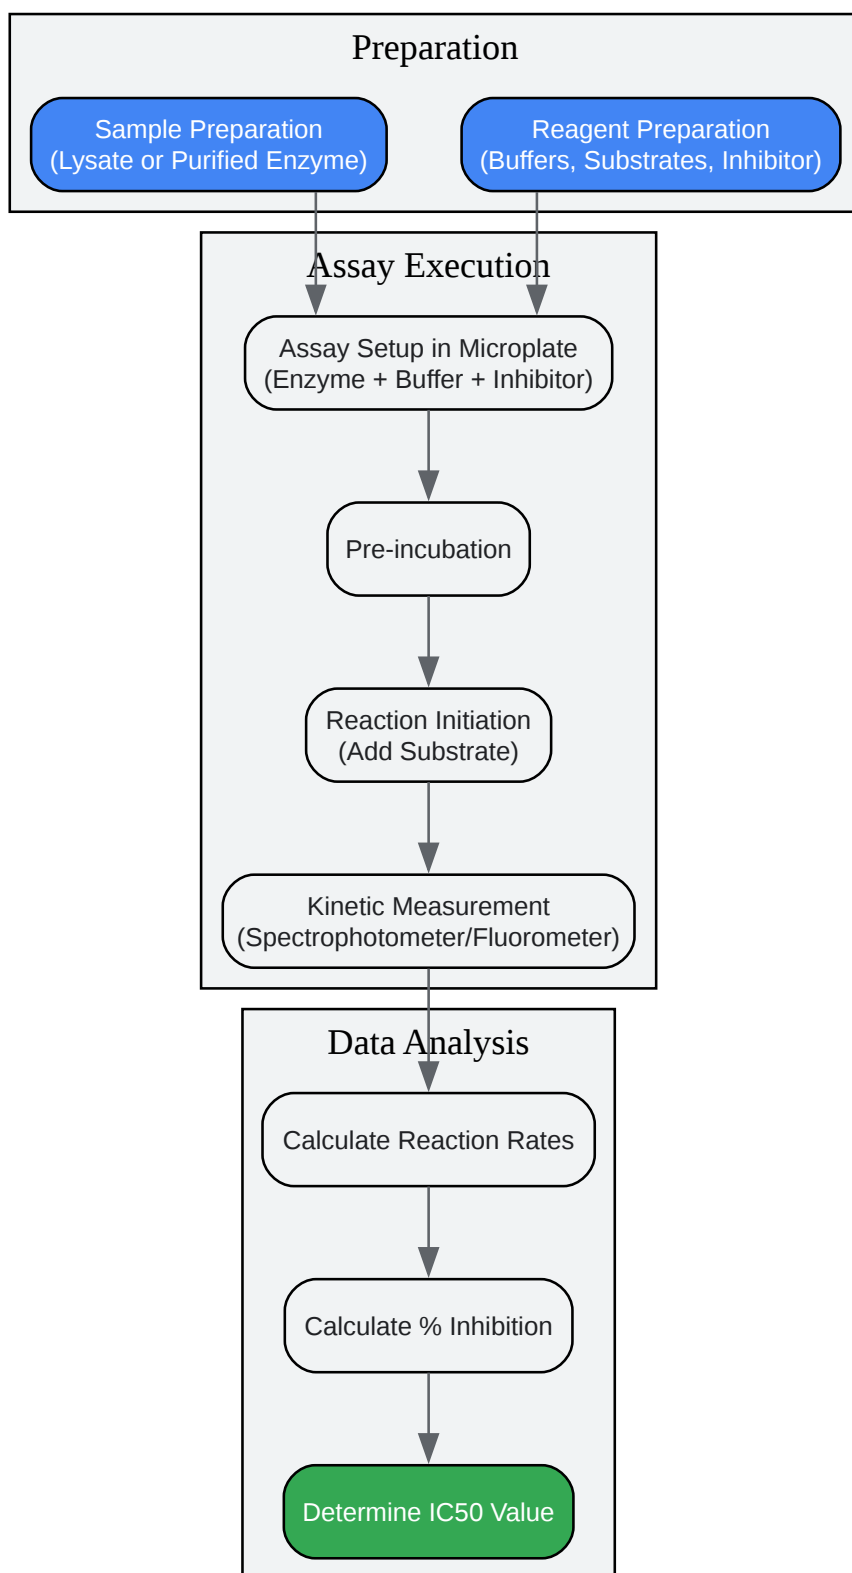 Preparation
Sample Preparation
(Lysate or Purified Enzyme)
Reagent Preparation
(Buffers, Substrates, Inhibitor)
Assay Execution
Assay Setup in Microplate
(Enzyme + Buffer + Inhibitor)
Pre-incubation
Reaction Initiation
(Add Substrate)
Kinetic Measurement
(Spectrophotometer/Fluorometer)
Data Analysis
Calculate Reaction Rates
Calculate % Inhibition
Determine IC50 Value